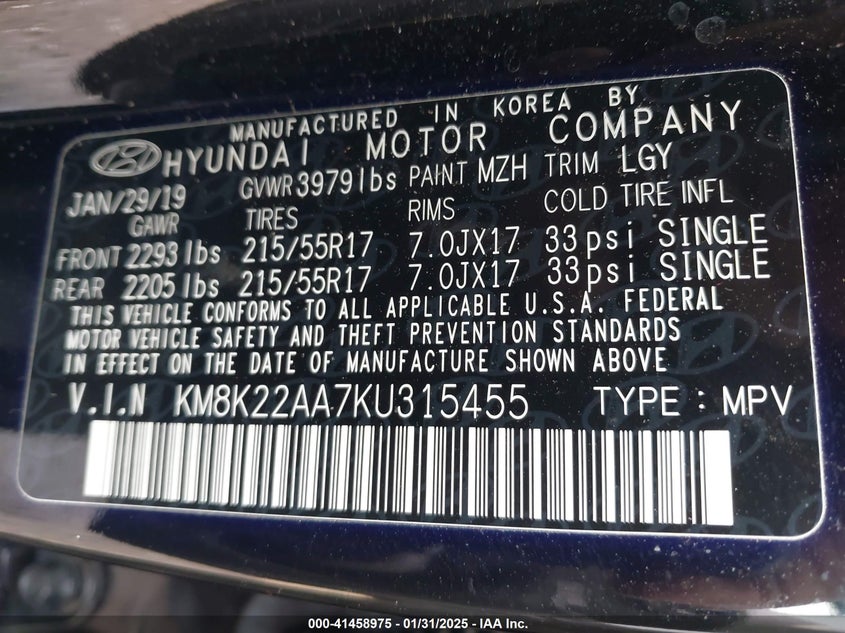 MANUFACTURED IN KOREA BY
HYUNDAI MOTOR COMPANY
JAN/29/19 GVWR 3979 lbs PAINT MZH TRIM LGY
GAWR TIRES RIMS COLD TIRE INFL
FRONT 2293 lbs 215/55R17 7.0JX17 33psi SINGLE
REAR 2205 lbs 215/55R17 7.0JX17 33psi SINGLE
THIS VEHICLE CONFORMS TO ALL APPLICABLE U.S.A. FEDERAL
MOTOR VEHICLE SAFETY AND THEFT PREVENTION STANDARDS
IN EFFECT ON THE DATE OF MANUFACTURE SHOWN ABOVE
V.I.N KM8K22AA7KU315455 TYPE : MPV
000-41458975 / 01/31/2025 - IAA Inc.